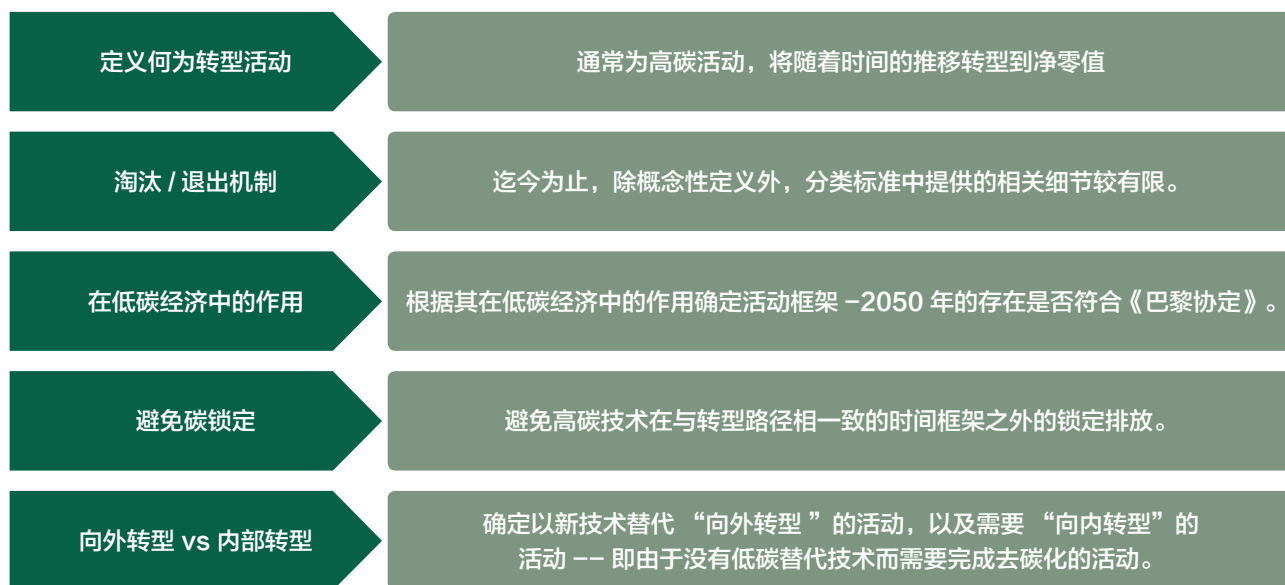 定义何为转型活动
通常为高碳活动，将随着时间的推移转型到净零值
淘汰 / 退出机制
迄今为止，除概念性定义外，分类标准中提供的相关细节较有限。
在低碳经济中的作用
根据其在低碳经济中的作用确定活动框架 -2050 年的存在是否符合《巴黎协定》。
避免碳锁定
避免高碳技术在与转型路径相一致的时间框架之外的锁定排放。
向外转型 vs 内部转型
确定以新技术替代 “向外转型 ”的活动，以及需要 “向内转型”的
活动 -- 即由于没有低碳替代技术而需要完成去碳化的活动。